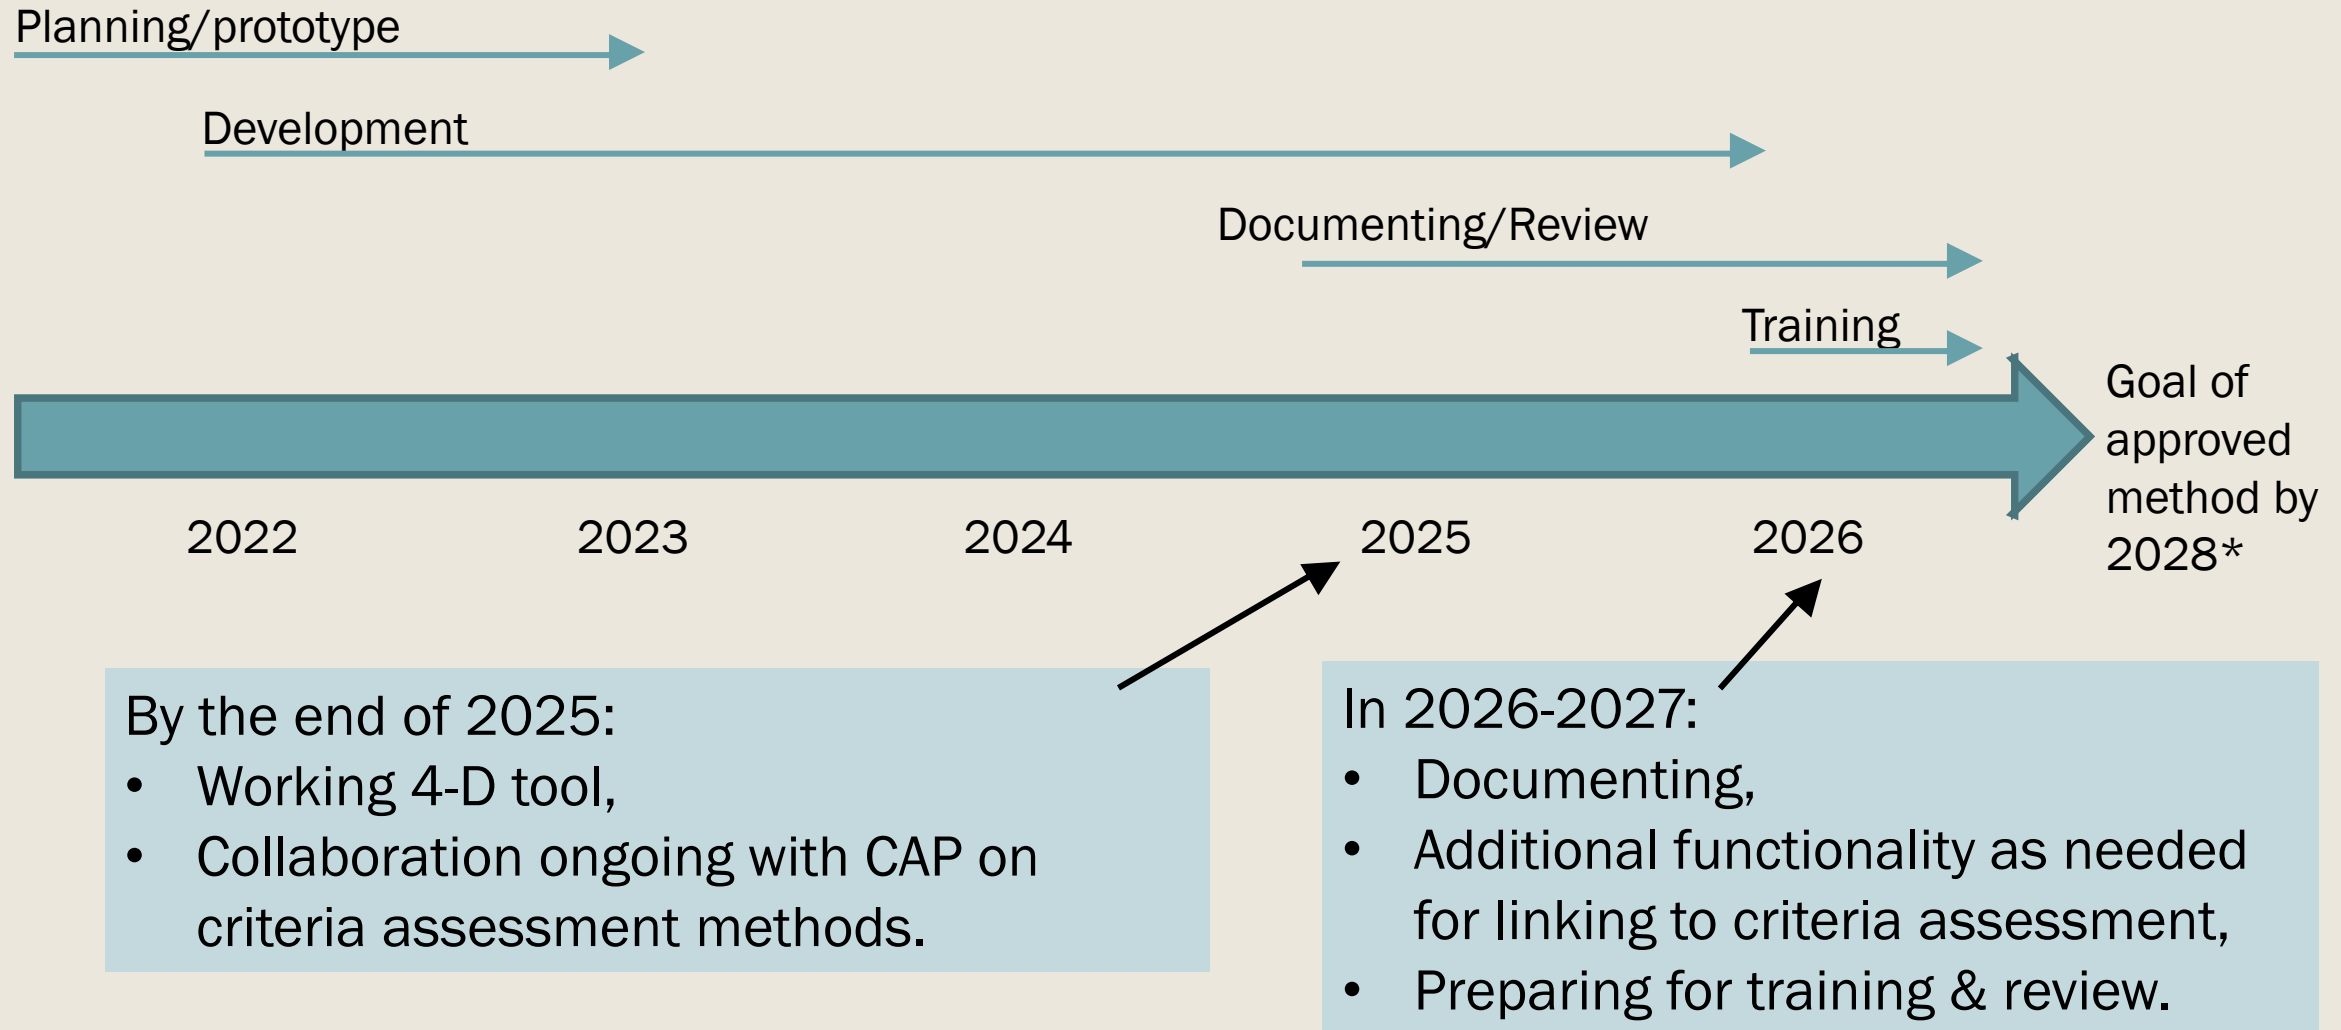 Planning/prototype
Development
Documenting/Review
Training
Goal of
approved
method by
2028*
2022
2023
2024
2025
2026
By the end of 2025:
• Working 4-D tool,
• Collaboration ongoing with CAP on
criteria assessment methods.
In 2026-2027:
• Documenting,
• Additional functionality as needed
for linking to criteria assessment,
• Preparing for training & review.